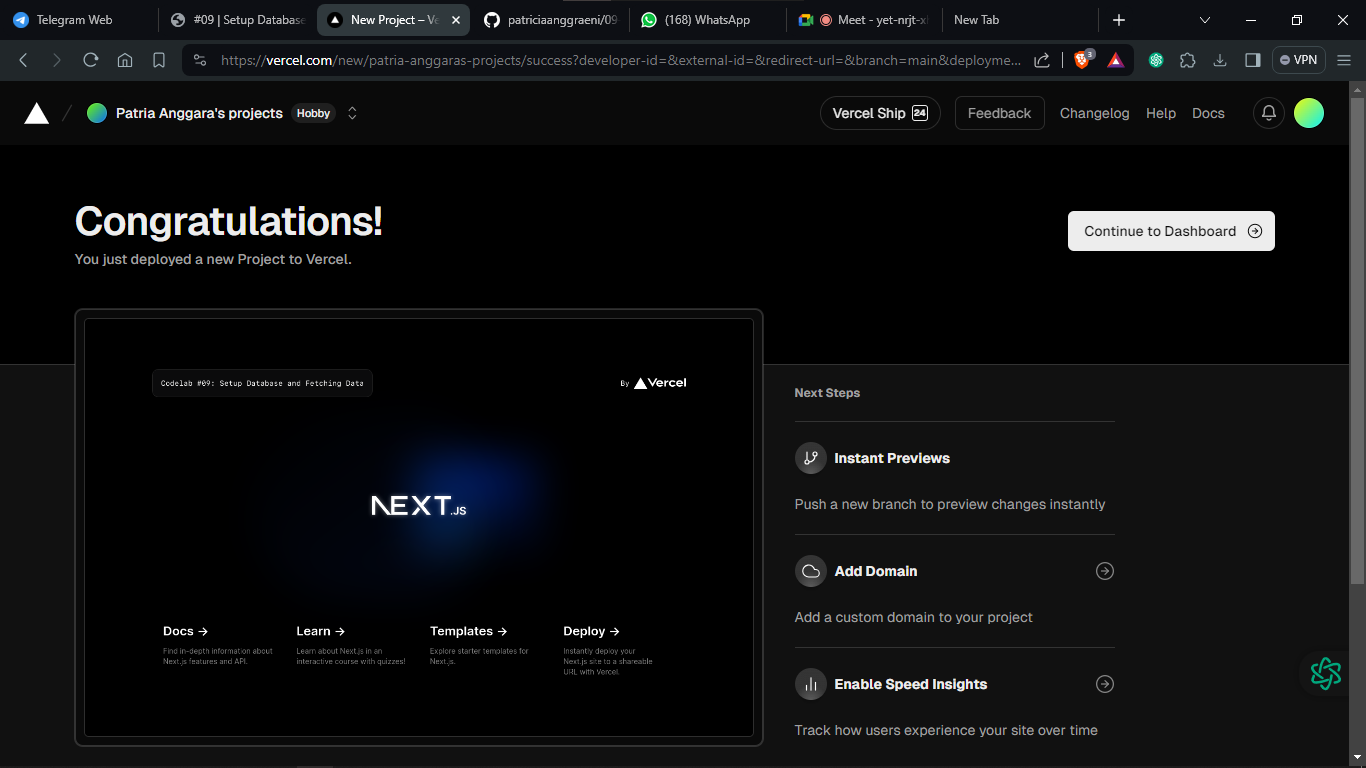 Telegram Web
#09 | Setup Database
New Project – Ve
patriciaanggraeni/09
(168) WhatsApp
Meet - yet-nrjt-x
New Tab
https://vercel.com/new/patria-anggaras-projects/success?developer-id=&external-id=&redirect-url=&branch=main&deployme...
3
VPN
Patria Anggara's projects
Hobby
Vercel Ship 24
Feedback
Changelog
Help
Docs
Congratulations!
You just deployed a new Project to Vercel.
Continue to Dashboard
Codelab #09: Setup Database and Fetching Data
By Vercel
NEXT.JS
Docs ->
Find in-depth information about
Next.js features and API.
Learn ->
Learn about Next.js in an
interactive course with quizzes!
Templates ->
Explore starter templates for
Next.js.
Deploy ->
Instantly deploy your
Next.js site to a shareable
URL with Vercel.
Next Steps
Instant Previews
Push a new branch to preview changes instantly
Add Domain
Add a custom domain to your project
Enable Speed Insights
Track how users experience your site over time